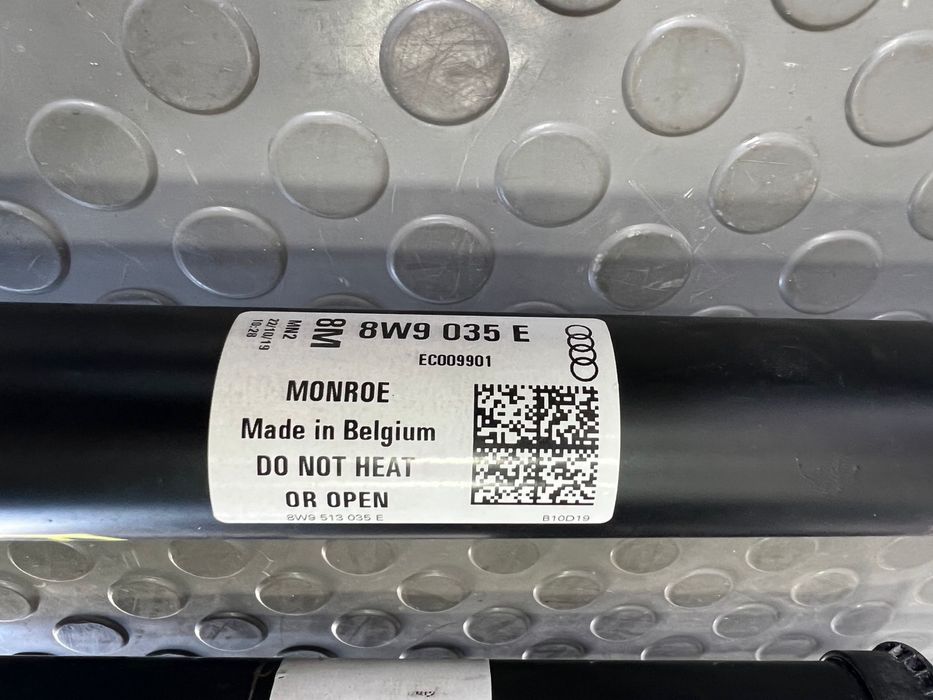 22/10/19
10:28
MN2
8M
8W9 035 E
EC009901
MONROE
Made in Belgium
DO NOT HEAT
OR OPEN
8W9 513 035 E
B10D19